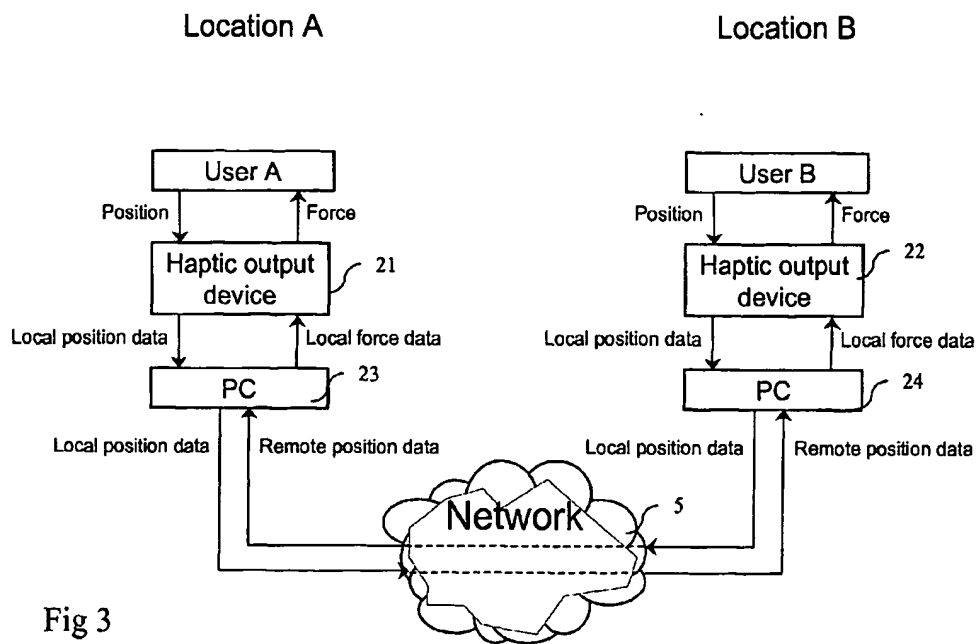 Location A
Location B
User A
User B
Position
Force
Position
Force
Haptic output
device
21
Haptic output
device
22
Local position data
Local force data
Local position data
Local force data
PC
23
PC
24
Local position data
Remote position data
Local position data
Remote position data
Network
5
Fig 3